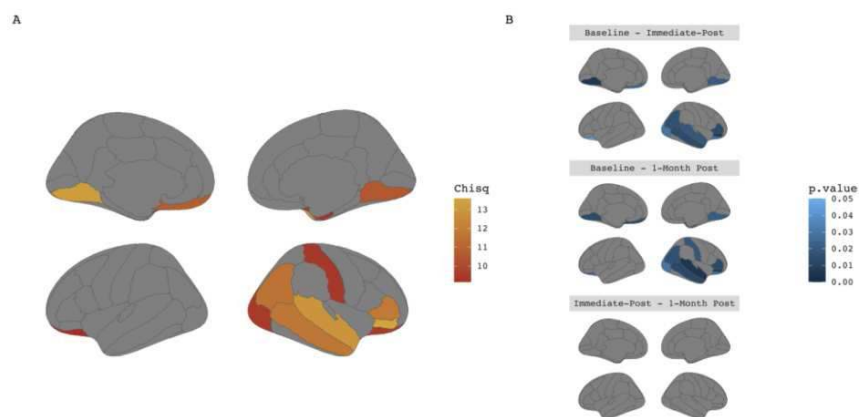 A
B
Baseline - Immediate-Post
Baseline - 1-Month Post
Immediate-Post - 1-Month Post
Chisq
13
12
11
10
p.value
0.05
0.04
0.03
0.02
0.01
0.00